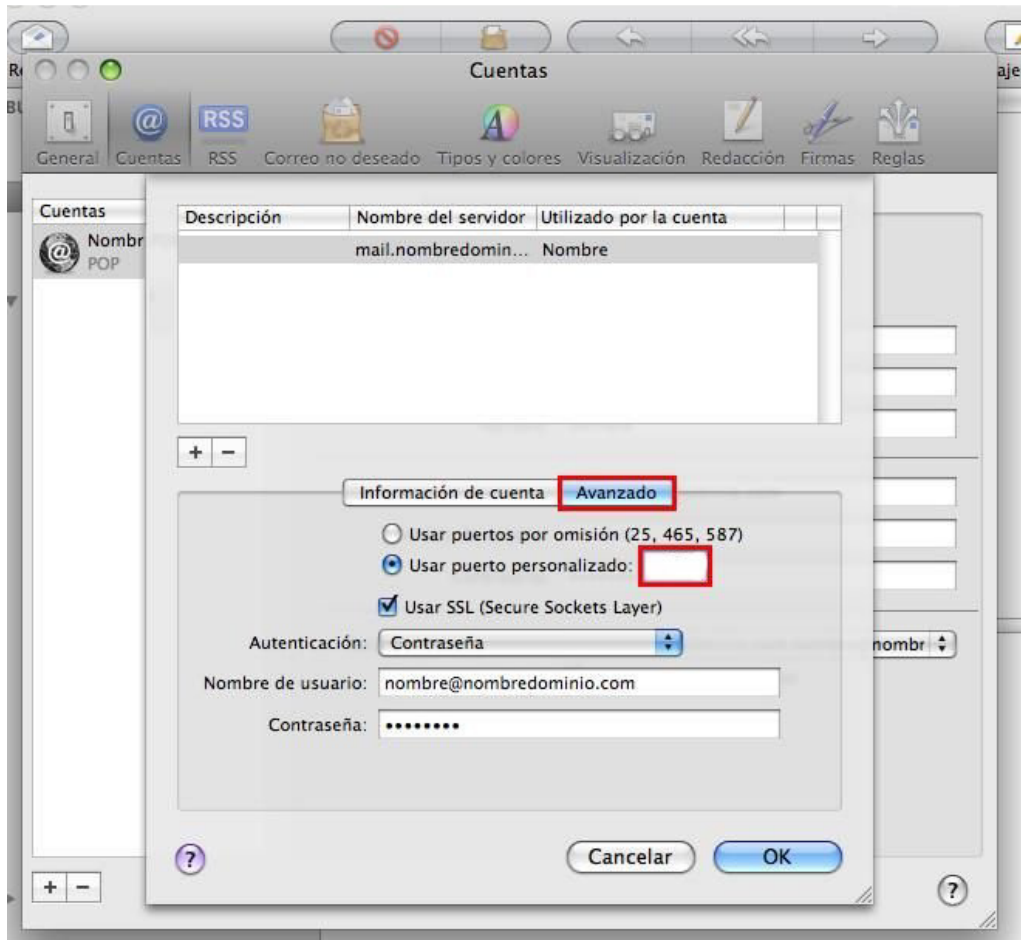 Cuentas
RSS
General Cuentas RSS Correo no deseado Tipos y colores Visualización Redacción Firmas Reglas
Cuentas
Nombr
POP
Descripción Nombre del servidor Utilizado por la cuenta
mail.nombredomin... Nombre
+ −
Información de cuenta Avanzado
Usar puertos por omisión (25, 465, 587)
Usar puerto personalizado:
Usar SSL (Secure Sockets Layer)
Autenticación: Contraseña
nombr
Nombre de usuario: nombre@nombredominio.com
Contraseña: ••••••••
? Cancelar OK
+ − ?